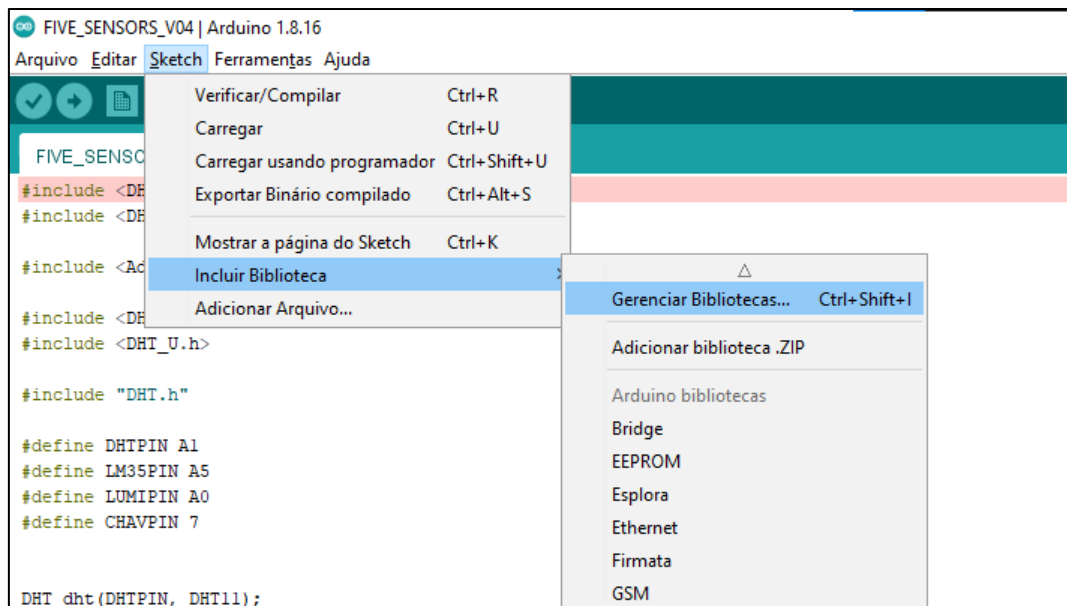 FIVE_SENSORS_V04 | Arduino 1.8.16
Arquivo Editar Sketch Ferramentas Ajuda
Verificar/Compilar Ctrl+R
Carregar Ctrl+U
Carregar usando programador Ctrl+Shift+U
Exportar Binário compilado Ctrl+Alt+S
Mostrar a página do Sketch Ctrl+K
Incluir Biblioteca
Adicionar Arquivo...
Gerenciar Bibliotecas... Ctrl+Shift+I
Adicionar biblioteca .ZIP
Arduino bibliotecas
Bridge
EEPROM
Esplora
Ethernet
Firmata
GSM
FIVE_SENSO
#include <DH
#include <DH
#include <Ad
#include <DH
#include <DHT_U.h>
#include "DHT.h"
#define DHTPIN A1
#define LM35PIN A5
#define LUMIPIN A0
#define CHAVPIN 7
DHT dht(DHTPIN, DHT11);